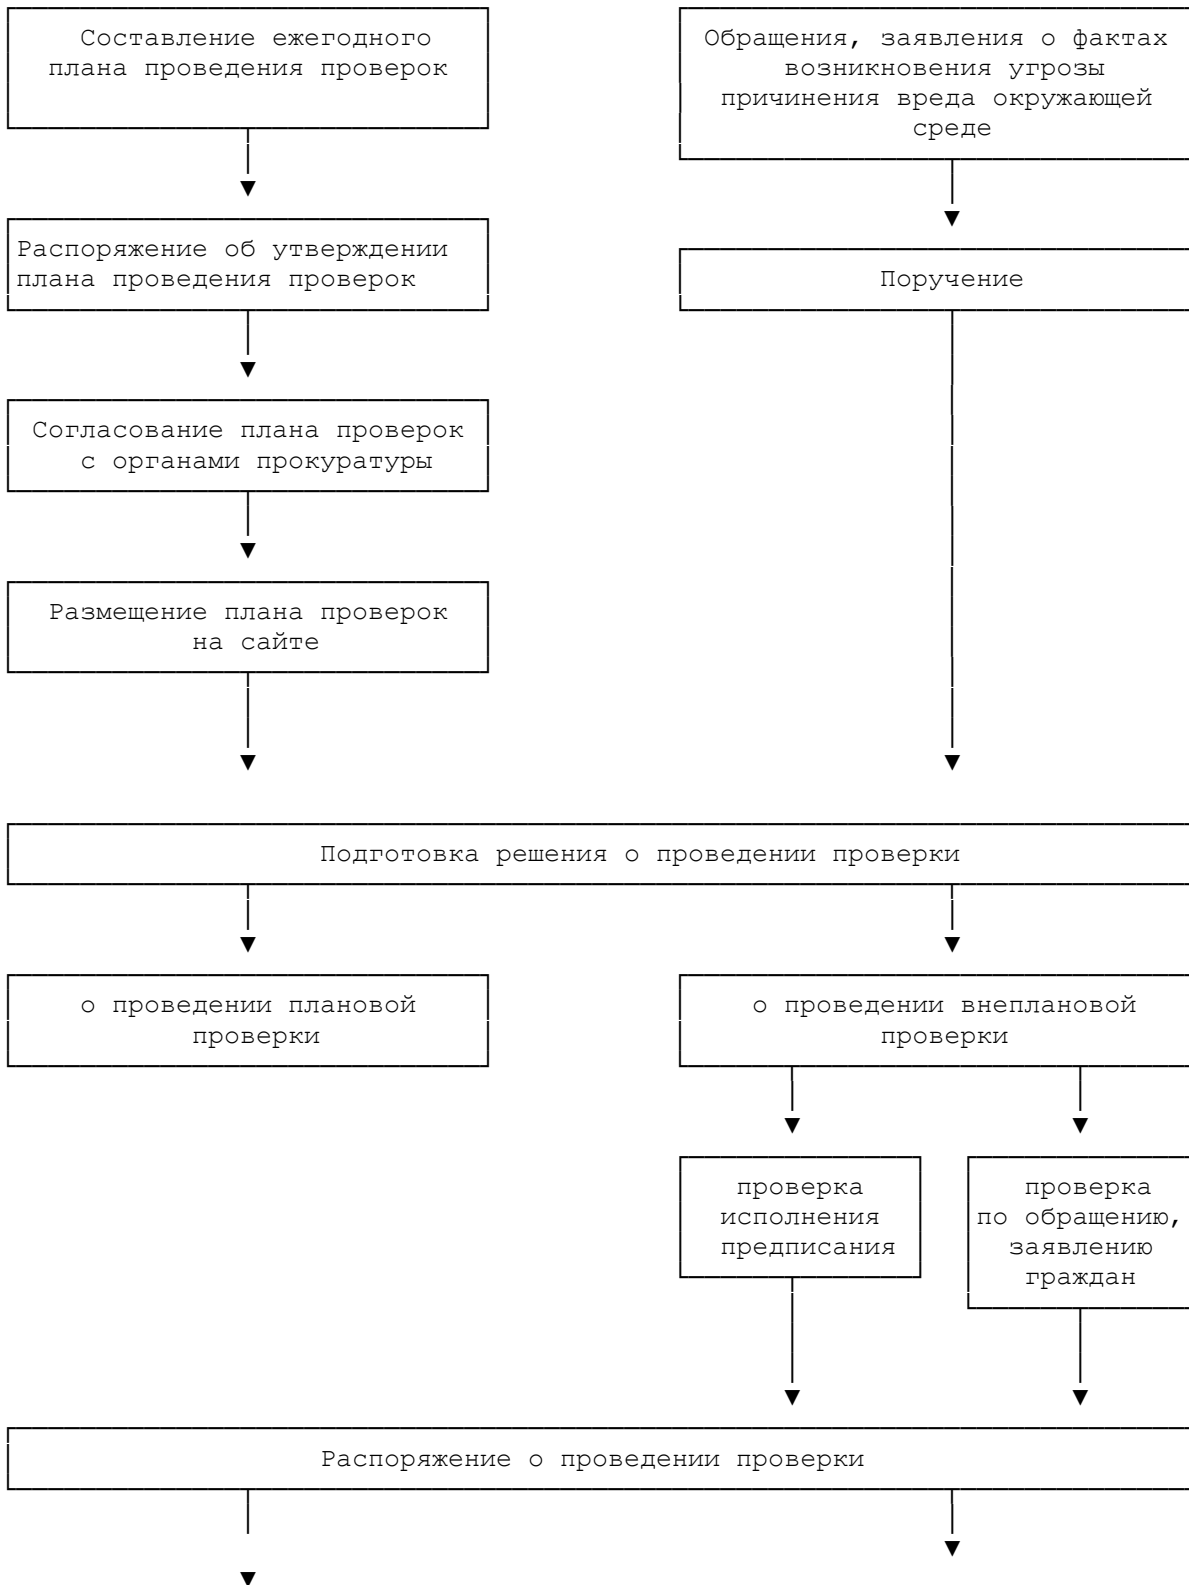 Составление ежегодного
плана проведения проверок
Обращения, заявления о фактах
возникновения угрозы
причинения вреда окружающей
среде
Распоряжение об утверждении
плана проведения проверок
Поручение
Согласование плана проверок
с органами прокуратуры
Размещение плана проверок
на сайте
Подготовка решения о проведении проверки
о проведении плановой
проверки
о проведении внеплановой
проверки
проверка
исполнения
предписания
проверка
по обращению,
заявлению
граждан
Распоряжение о проведении проверки